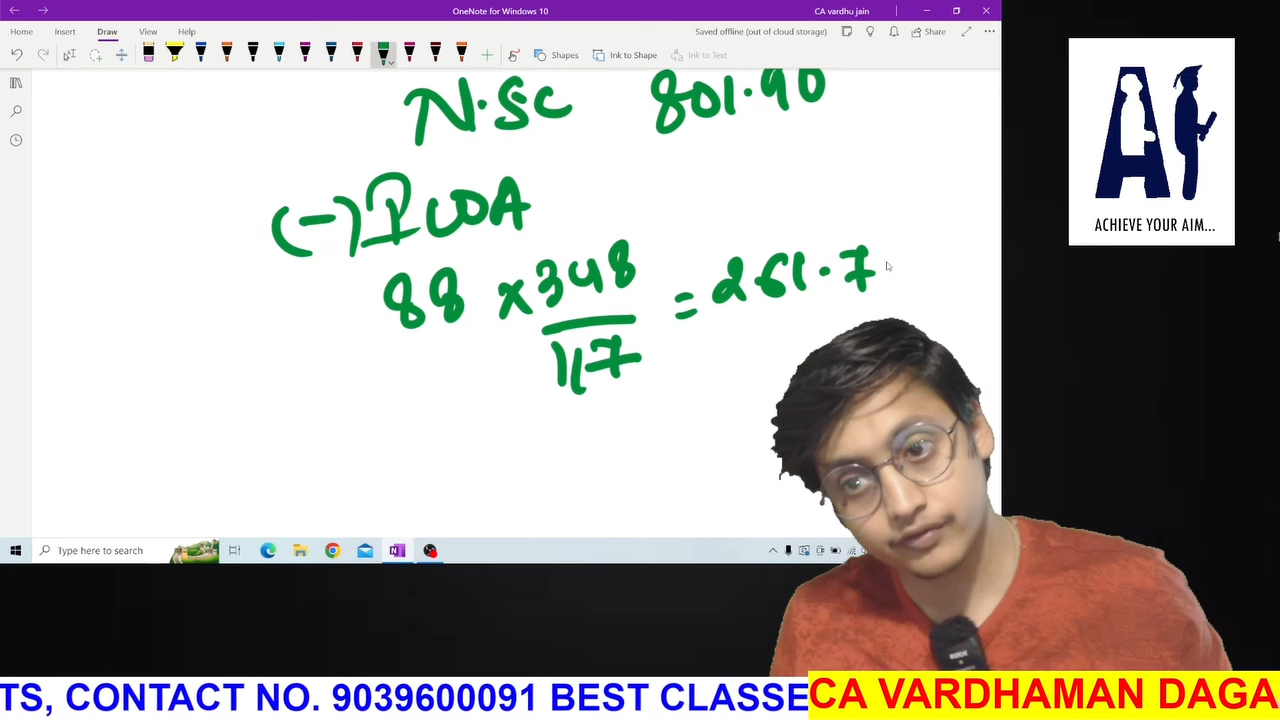 OneNote for Windows 10
CA vardhu jain
Home Insert Draw View Help
Saved offline (out of cloud storage)
Share
Shapes
Ink to Shape
Ink to Text
N.SC 801.90
(-) ICDA
88 × 348 = 261.7
117
ACHIEVE YOUR AIM...
Type here to search
TS, CONTACT NO. 9039600091 BEST CLASSE
CA VARDHAMAN DAGA